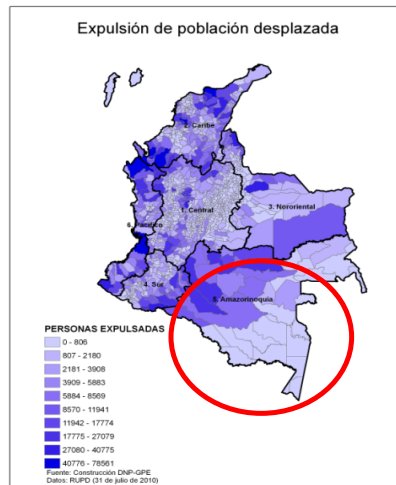 Expulsión de población desplazada
2. Caribe
3. Nororiental
1. Central
6. Pacífico
4. Sur
5. Amazorinoquia
PERSONAS EXPULSADAS
0 - 806
807 - 2180
2181 - 3908
3909 - 5883
5884 - 8569
8570 - 11941
11942 - 17774
17775 - 27079
27080 - 40775
40776 - 78561
Fuente: Construcción DNP-GPE
Datos: RUPD (31 de julio de 2010)